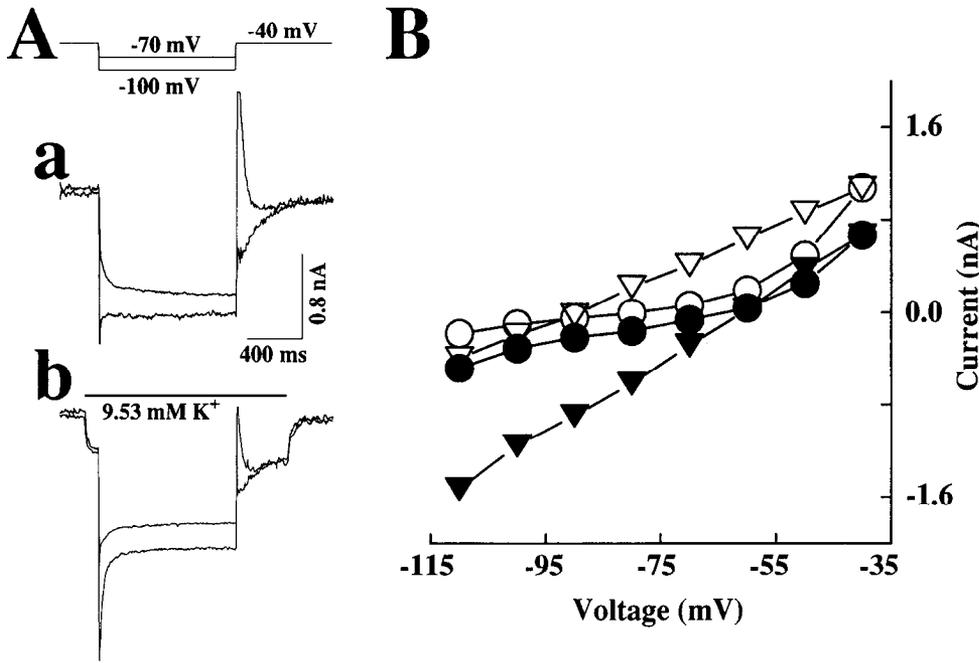 A
-70 mV
-40 mV
-100 mV
a
0.8 nA
400 ms
b
9.53 mM K+
B
1.6
0.0
-1.6
Current (nA)
-115
-95
-75
-55
-35
Voltage (mV)